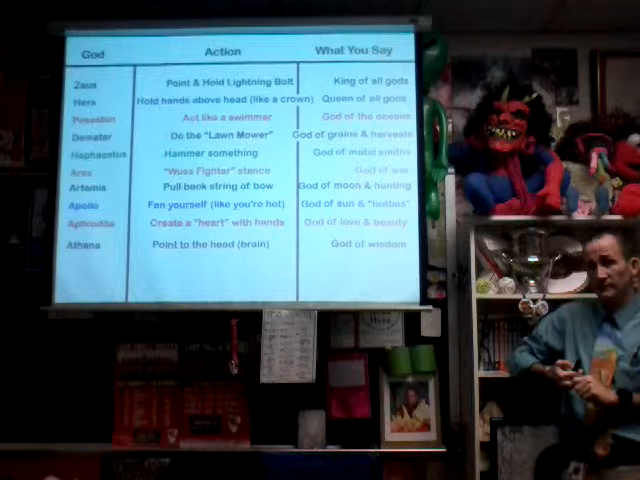 God Action What You Say
Zeus Point & Hold Lightning Bolt King of all gods
Hera Hold hands above head (like a crown) Queen of all gods
Poseidon Act like a swimmer God of the oceans
Demeter Do the "Lawn Mower" God of grains & harvests
Hephaestus Hammer something God of metal smiths
Ares "Wuss Fighter" stance God of war
Artemis Pull back string of bow God of moon & hunting
Apollo Fan yourself (like you're hot) God of sun & "hotties"
Aphrodite Create a "heart" with hands God of love & beauty
Athena Point to the head (brain) God of wisdom